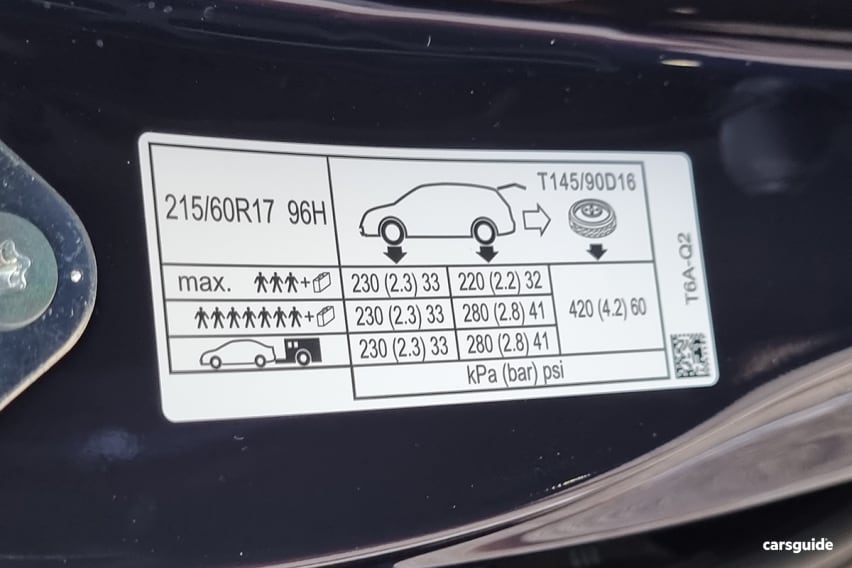 215/60R17 96H
T145/90D16
max. + 230 (2.3) 33 220 (2.2) 32
+ 230 (2.3) 33 280 (2.8) 41 420 (4.2) 60
230 (2.3) 33 280 (2.8) 41
kPa (bar) psi
T6A-Q2
carsguide